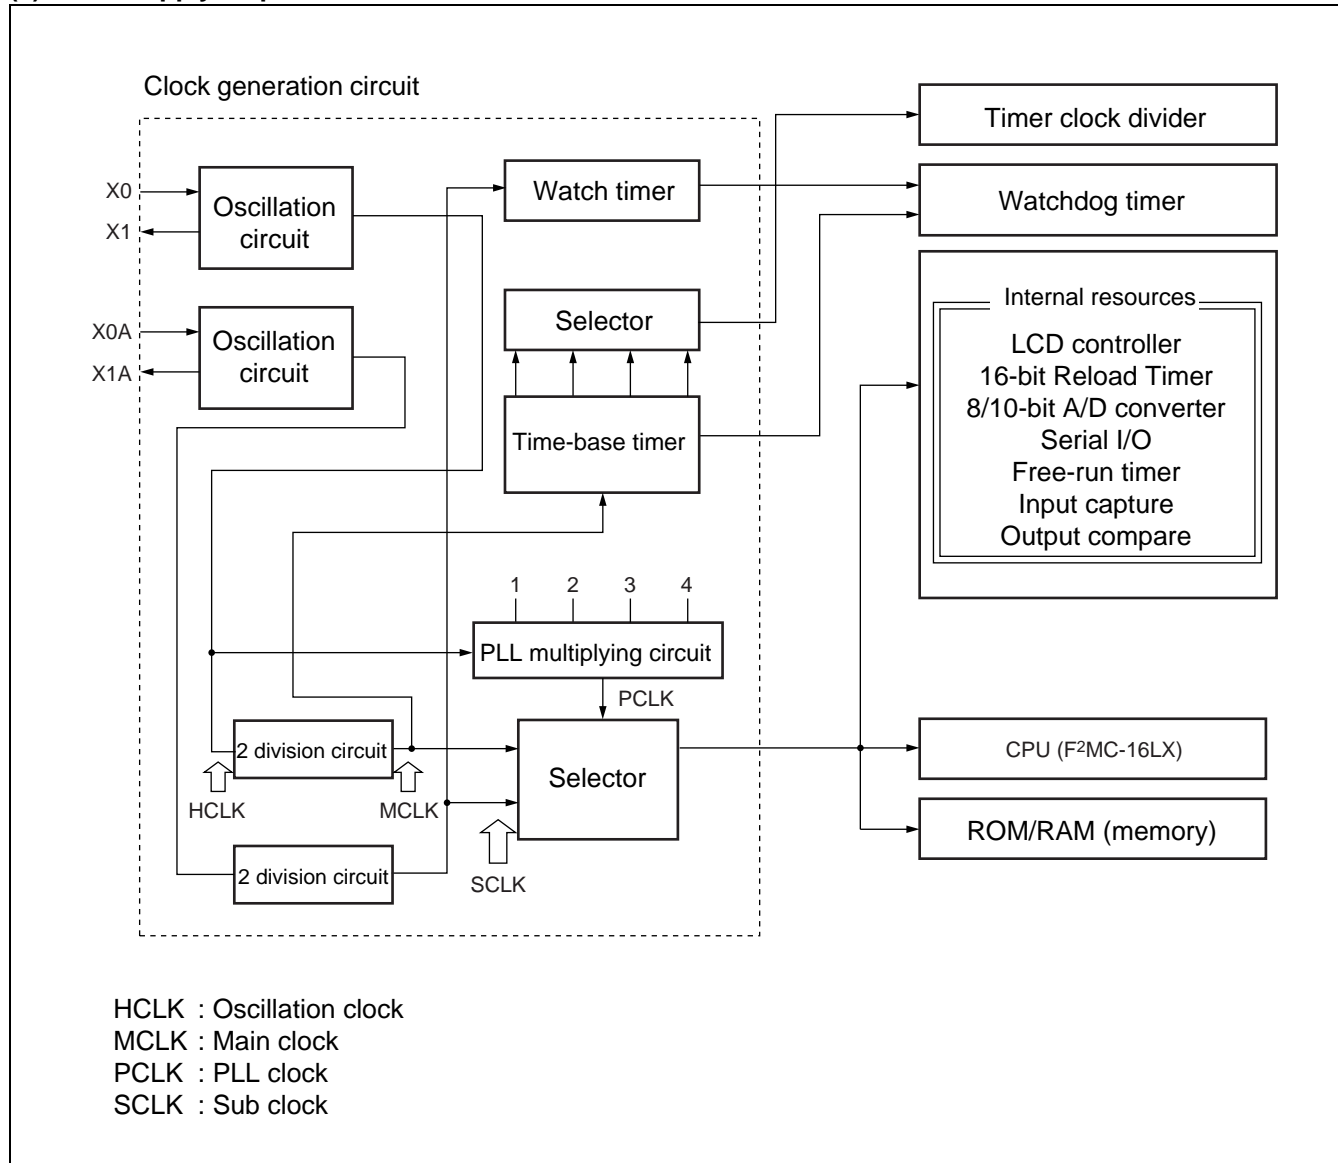 Clock generation circuit
Timer clock divider
X0
X1
Oscillation
circuit
Watch timer
Watchdog timer
X0A
X1A
Oscillation
circuit
Selector
Time-base timer
Internal resources
LCD controller
16-bit Reload Timer
8/10-bit A/D converter
Serial I/O
Free-run timer
Input capture
Output compare
1 2 3 4
PLL multiplying circuit
PCLK
2 division circuit
HCLK
MCLK
Selector
CPU (F²MC-16LX)
ROM/RAM (memory)
2 division circuit
SCLK
HCLK : Oscillation clock
MCLK : Main clock
PCLK : PLL clock
SCLK : Sub clock